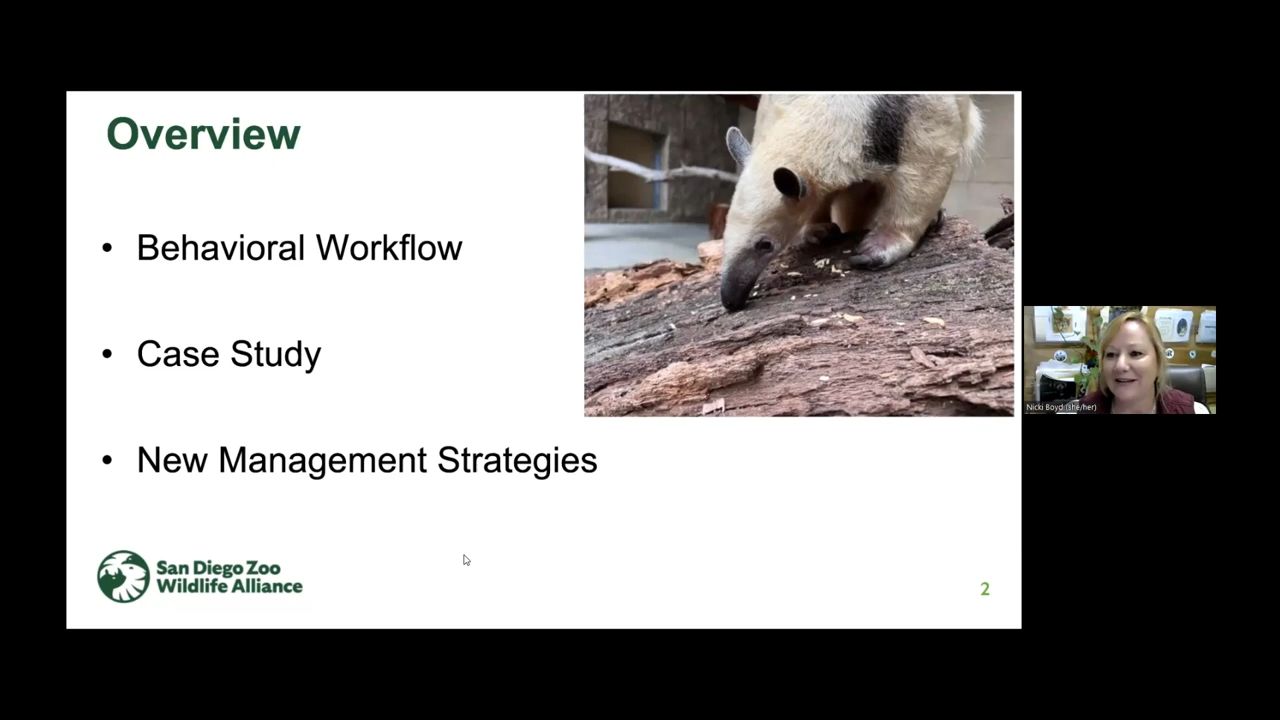 Overview
• Behavioral Workflow
• Case Study
• New Management Strategies
San Diego Zoo
Wildlife Alliance
2
Nicki Boyd (she/her)